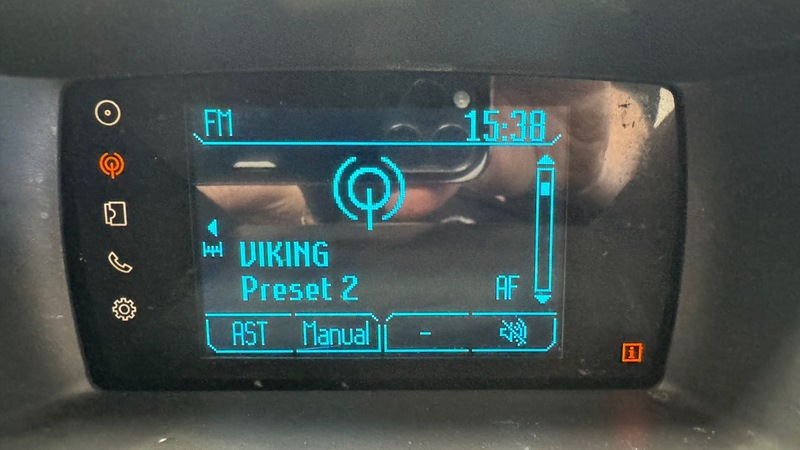 FM 15:38
VIKING
Preset 2 AF
AST Manual -
i